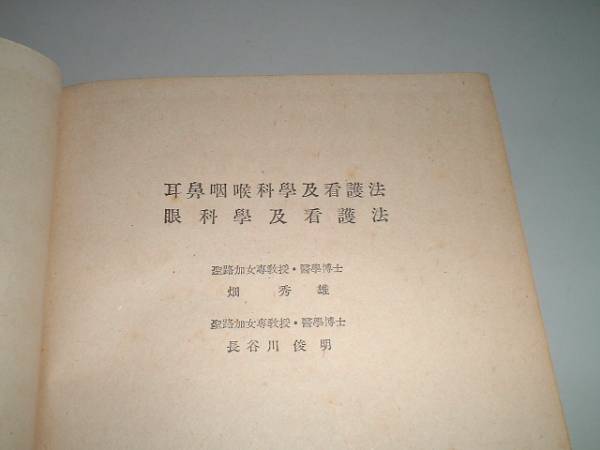 耳鼻咽喉科學及看護法
眼科學及看護法
聖路加女專教授・醫學博士
畑秀雄
聖路加女專教授・醫學博士
長谷川俊明